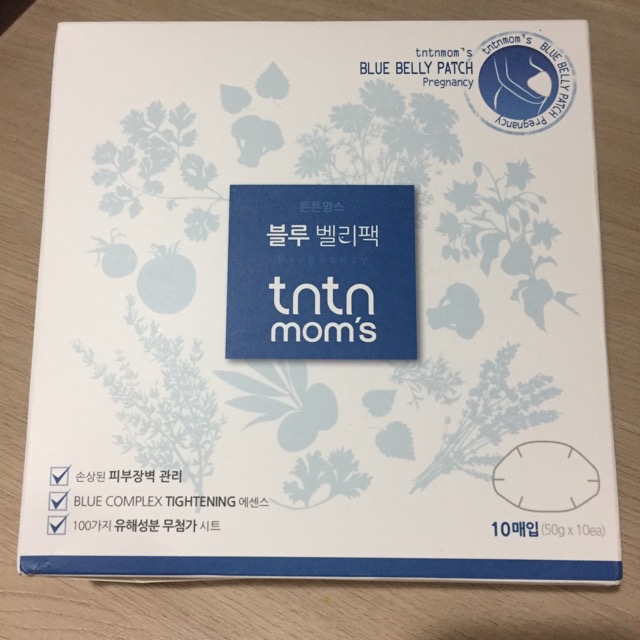 tntnmom's
BLUE BELLY PATCH
Pregnancy
tntnmom's BLUE BELLY PATCH Pregnancy
튼튼맘스
블루 벨리팩
Pregnancy
tntn
mom's
손상된 피부장벽 관리
BLUE COMPLEX TIGHTENING 에센스
100가지 유해성분 무첨가 시트
10매입(50g x 10ea)